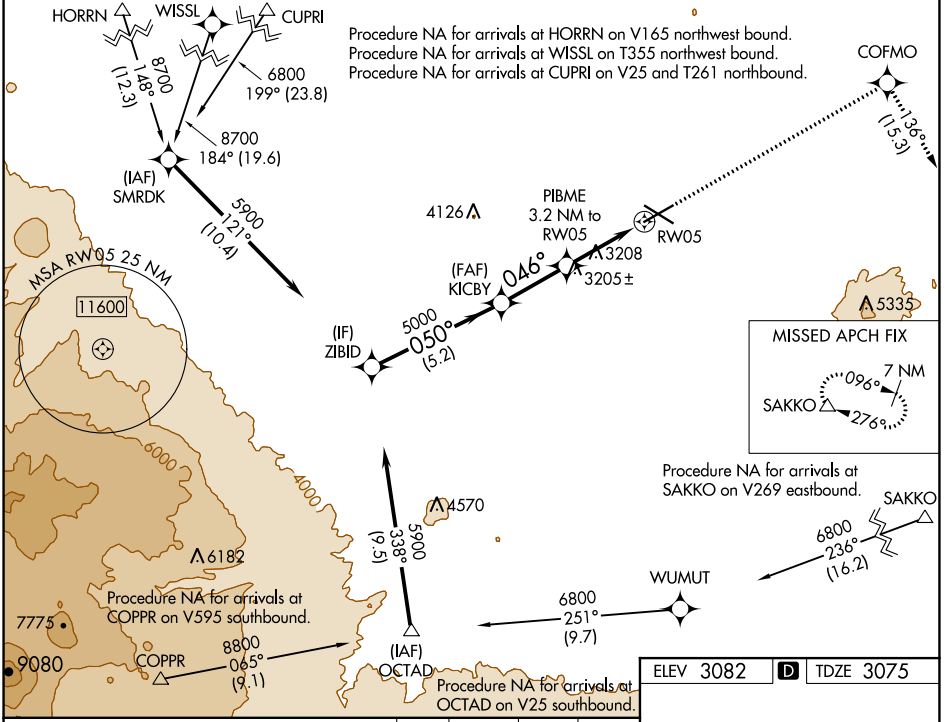 HORRN
WISSL
CUPRI
Procedure NA for arrivals at HORRN on V165 northwest bound.
Procedure NA for arrivals at WISSL on T355 northwest bound.
Procedure NA for arrivals at CUPRI on V25 and T261 northbound.
COFMO
8700
148°
(12.3)
6800
199° (23.8)
8700
184° (19.6)
136°
(15.3)
(IAF)
SMRDK
5900
121°
(10.4)
4126
PIBME
3.2 NM to
RW05
RW05
3208
3205±
(FAF)
KICBY
046°
MSA RW05 25 NM
11600
5335
(IF)
ZIBID
5000
050°
(5.2)
MISSED APCH FIX
7 NM
096°
SAKKO
276°
6000
4000
Procedure NA for arrivals at
SAKKO on V269 eastbound.
SAKKO
4570
5900
338°
(9.5)
6800
236°
(16.2)
6182
WUMUT
Procedure NA for arrivals at
COPPR on V595 southbound.
6800
251°
(9.7)
7775
9080
COPPR
8800
065°
(9.1)
(IAF)
OCTAD
Procedure NA for arrivals at
OCTAD on V25 southbound.
ELEV 3082 D TDZE 3075